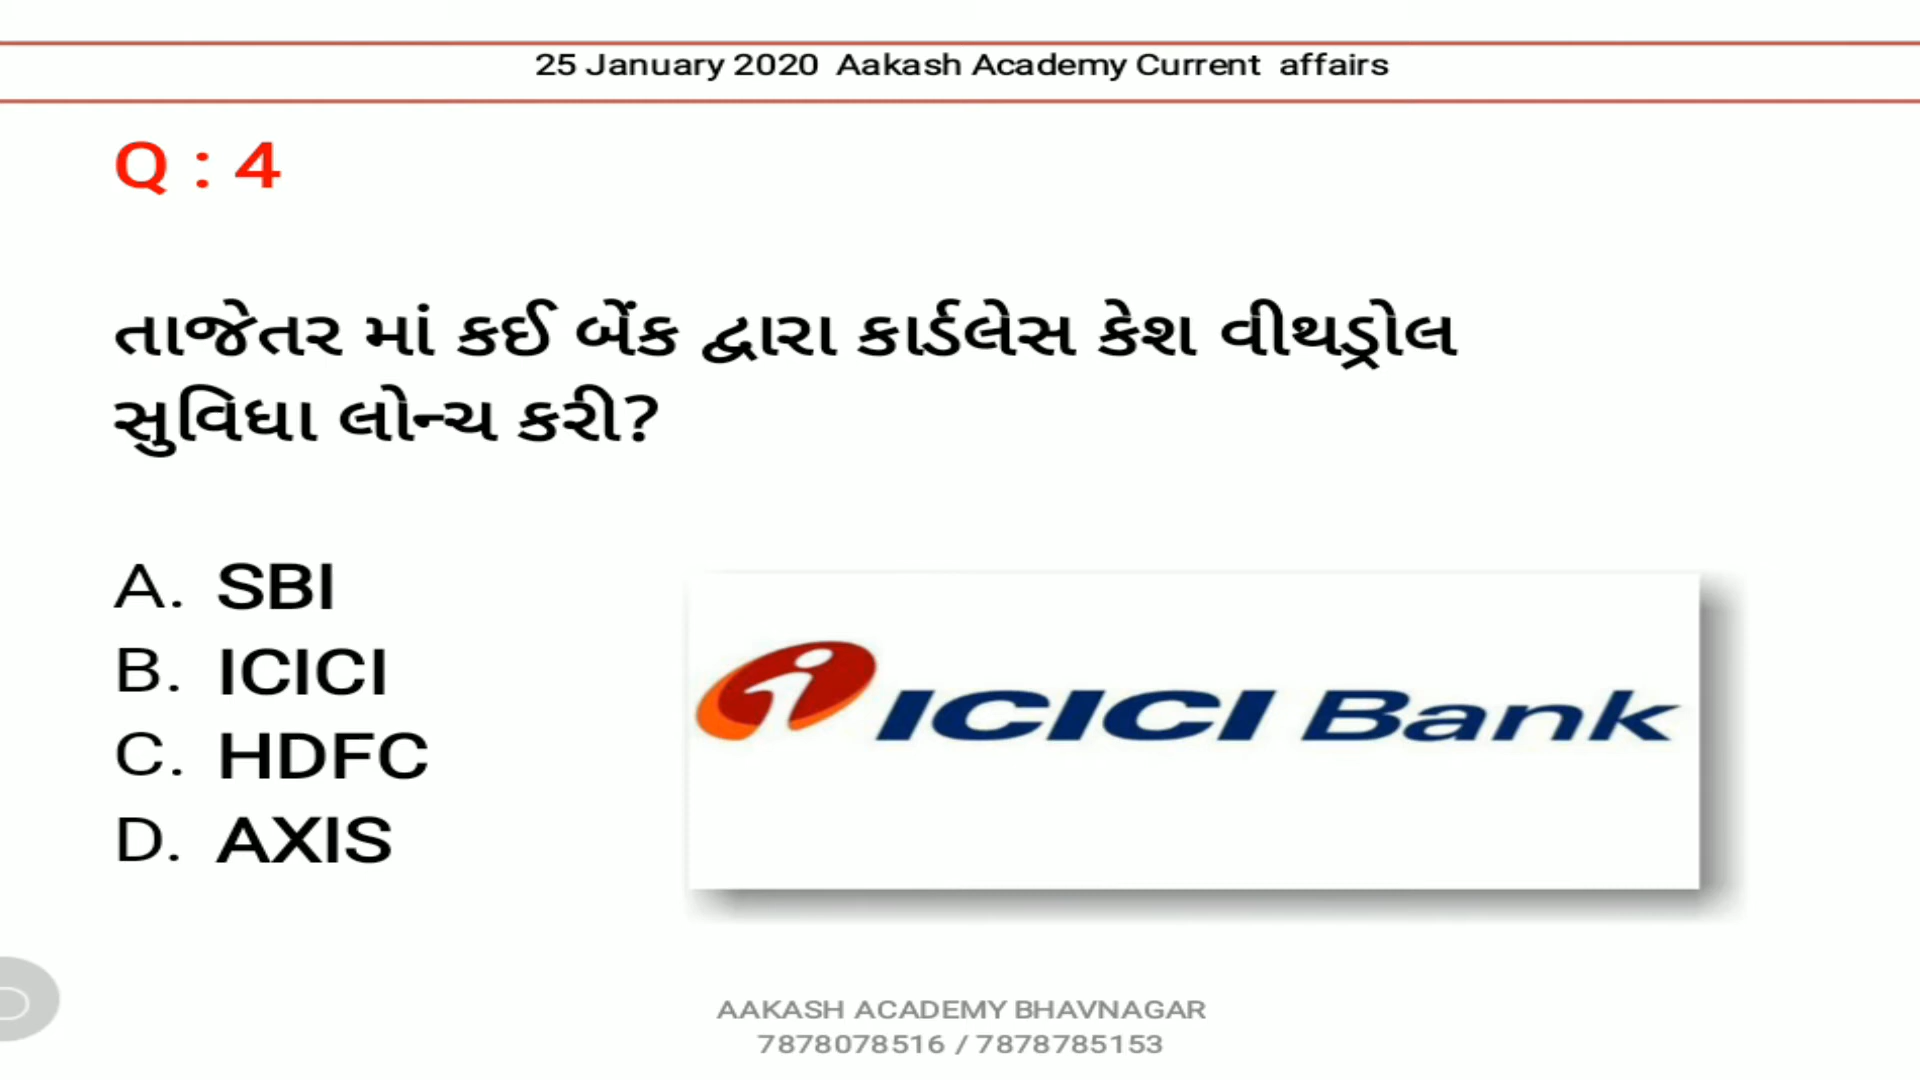 25 January 2020 Aakash Academy Current affairs
Q : 4
તાજેતર માં કઈ બેંક દ્વારા કાર્ડલેસ કેશ વીથડ્રોલ
સુવિધા લોન્ચ કરી?
A. SBI
B. ICICI
C. HDFC
D. AXIS
ICICI Bank
AAKASH ACADEMY BHAVNAGAR
7878078516 / 7878785153